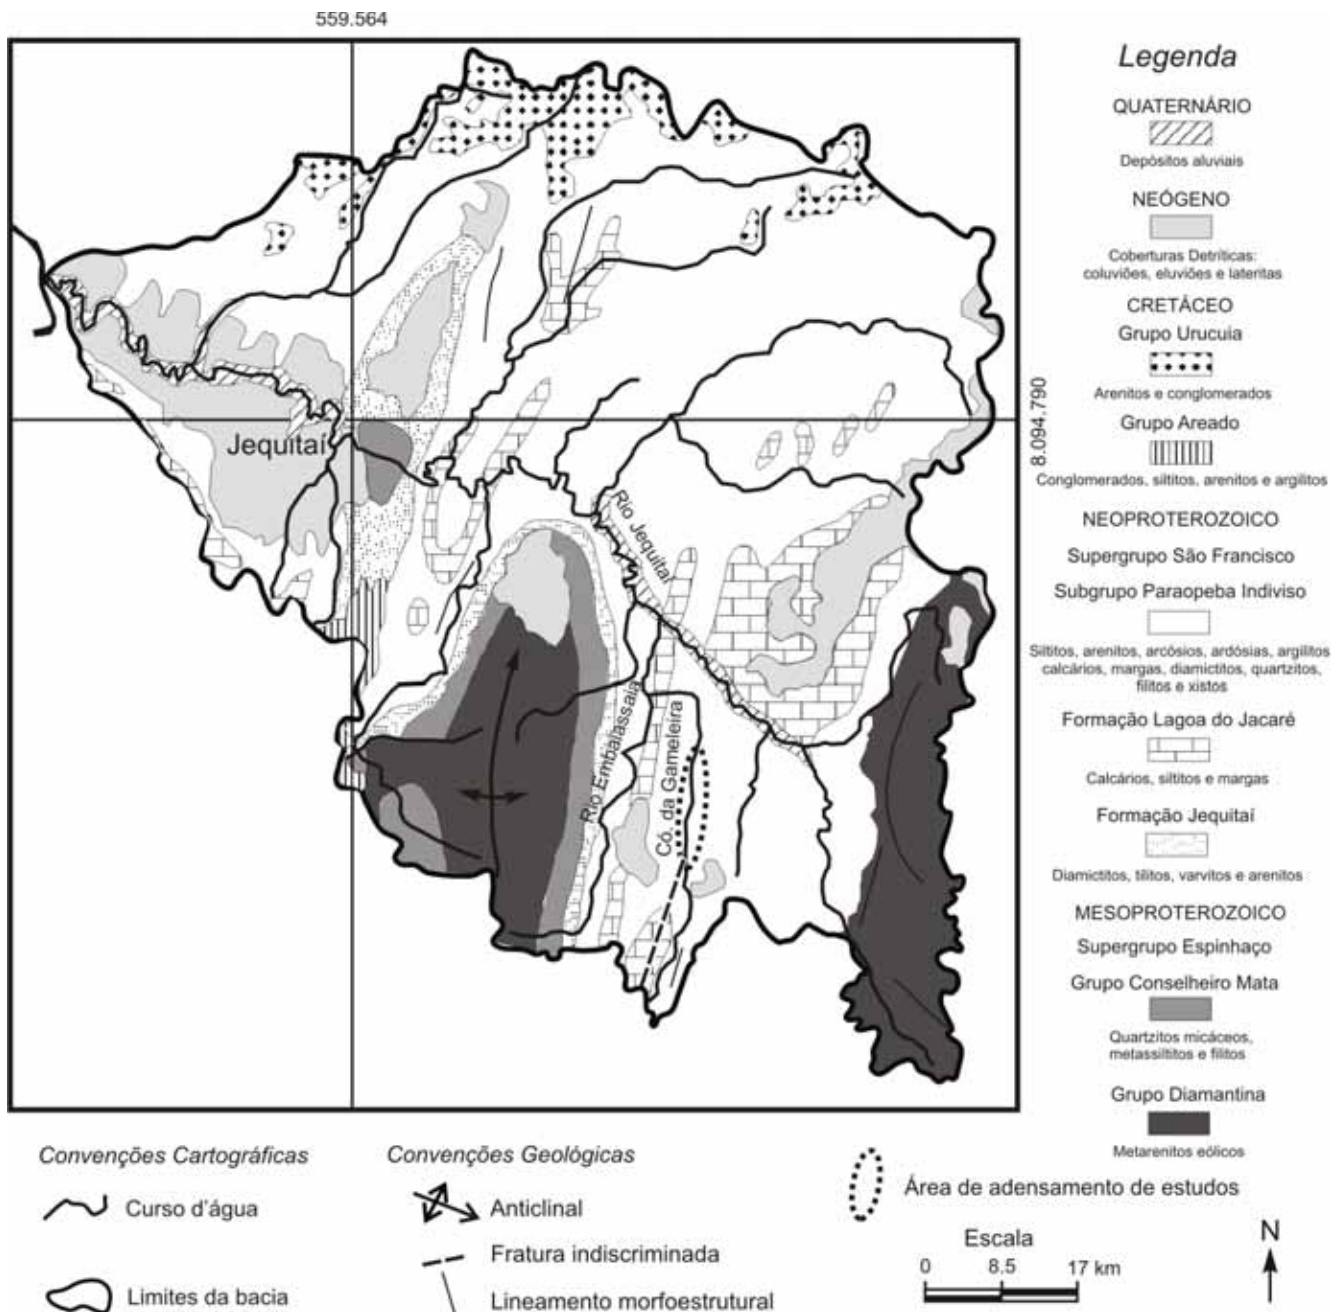 559.564
8.094.790
Jequitaí
Rio Jequitaí
Rio Embalassaia
Có. da Gameleira
Legenda
QUATERNÁRIO
Depósitos aluviais
NEÓGENO
Coberturas Detríticas:
coluviões, eluviões e lateritas
CRETÁCEO
Grupo Urucuia
Arenitos e conglomerados
Grupo Areado
Conglomerados, siltitos, arenitos e argilitos
NEOPROTEROZOICO
Supergrupo São Francisco
Subgrupo Paraopeba Indiviso
Siltitos, arenitos, arcósios, ardósias, argilitos
calcários, margas, diamictitos, quartzitos,
filitos e xistos
Formação Lagoa do Jacaré
Calcários, siltitos e margas
Formação Jequitaí
Diamictitos, tilitos, varvitos e arenitos
MESOPROTEROZOICO
Supergrupo Espinhaço
Grupo Conselheiro Mata
Quartzitos micáceos,
metassiltitos e filitos
Grupo Diamantina
Metarenitos eólicos
Convenções Cartográficas
Curso d'água
Limites da bacia
Convenções Geológicas
Anticlinal
Fratura indiscriminada
Lineamento morfoestrutural
Área de adensamento de estudos
Escala
0 8.5 17 km
N